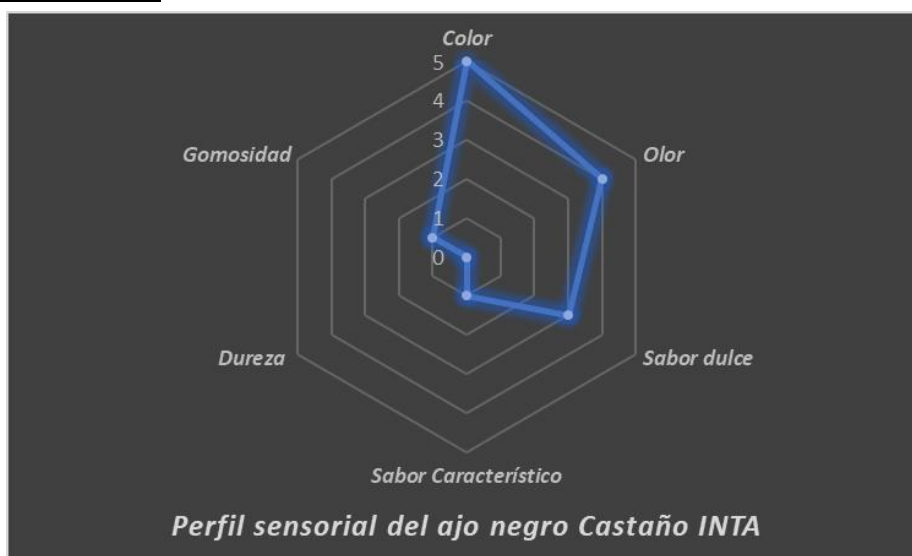 Color
5
4
3
2
1
0
Gomosidad
Olor
Dureza
Sabor dulce
Sabor Característico
Perfil sensorial del ajo negro Castaño INTA